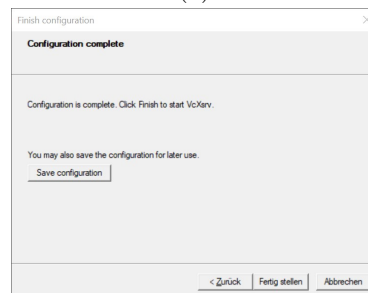 Finish configuration
Configuration complete
Configuration is complete. Click Finish to start VcXsrv.
You may also save the configuration for later use.
Save configuration
< Zurück Fertig stellen Abbrechen